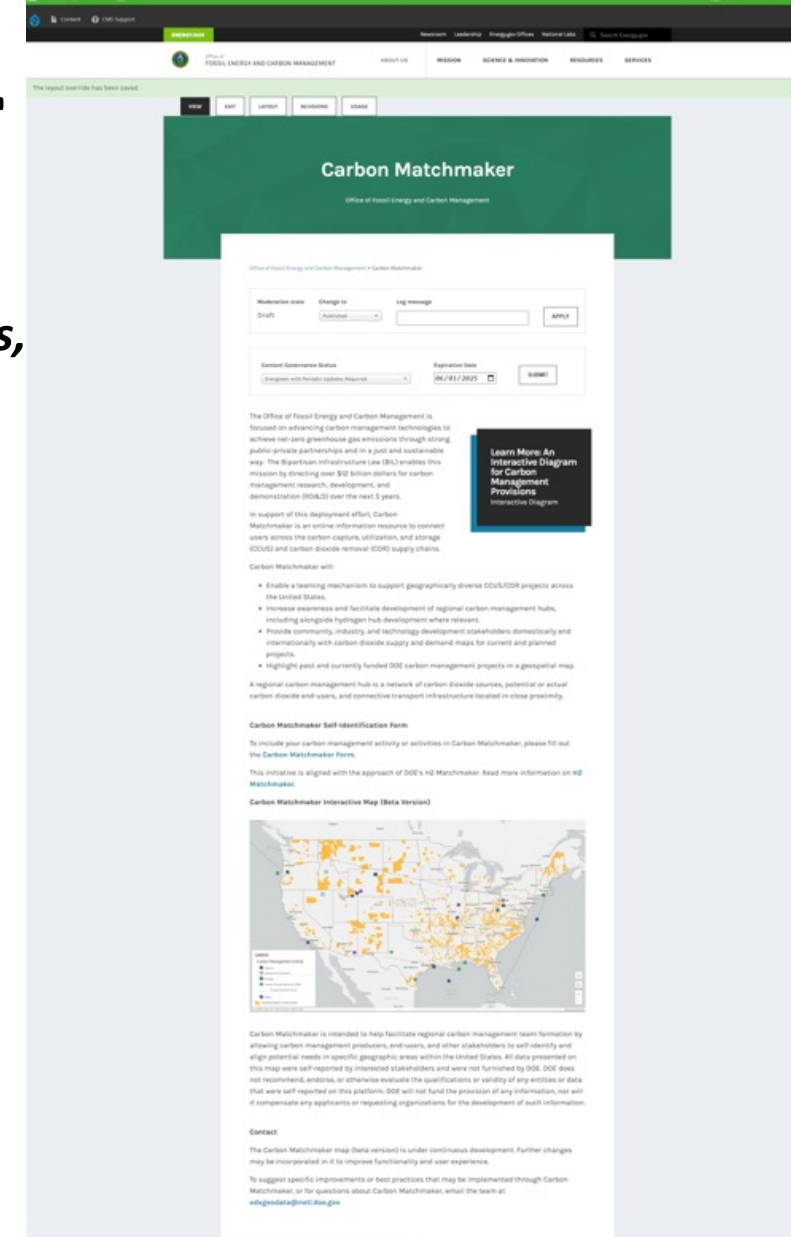 Content CMS Support
ENERGY.GOV
Newsroom Leadership Energy.gov Offices National Labs Search Energy.gov
Office of
FOSSIL ENERGY AND CARBON MANAGEMENT
ABOUT US MISSION SCIENCE & INNOVATION RESOURCES SERVICES
The layout override has been saved.
VIEW EDIT LAYOUT REVISIONS USAGE
s,
Carbon Matchmaker
Office of Fossil Energy and Carbon Management
Office of Fossil Energy and Carbon Management » Carbon Matchmaker
Moderation state Change to Log message
Draft Published APPLY
Content Governance Status Expiration Date
Evergreen with Periodic Updates Required 06/03/2025 SUBMIT
The Office of Fossil Energy and Carbon Management is
focused on advancing carbon management technologies to
achieve net-zero greenhouse gas emissions through strong
public-private partnerships and in a just and sustainable
way. The Bipartisan Infrastructure Law (BIL) enables this
mission by directing over $12 billion dollars for carbon
management research, development, and
demonstration (RD&D) over the next 5 years.
Learn More: An
Interactive Diagram
for Carbon
Management
Provisions
Interactive Diagram
In support of this deployment effort, Carbon
Matchmaker is an online information resource to connect
users across the carbon capture, utilization, and storage
(CCUS) and carbon dioxide removal (CDR) supply chains.
Carbon Matchmaker will:
• Enable a learning mechanism to support geographically diverse CCUS/CDR projects across
the United States.
• Increase awareness and facilitate development of regional carbon management hubs,
including alongside hydrogen hub development where relevant.
• Provide community, industry, and technology development stakeholders domestically and
internationally with carbon dioxide supply and demand maps for current and planned
projects.
• Highlight past and currently funded DOE carbon management projects in a geospatial map.
A regional carbon management hub is a network of carbon dioxide sources, potential or actual
carbon dioxide end-users, and connective transport infrastructure located in close proximity.
Carbon Matchmaker Self-Identification Form
To include your carbon management activity or activities in Carbon Matchmaker, please fill out
the Carbon Matchmaker Form.
This initiative is aligned with the approach of DOE's H2 Matchmaker. Read more information on H2
Matchmaker.
Carbon Matchmaker Interactive Map (Beta Version)
Carbon Matchmaker is intended to help facilitate regional carbon management team formation by
allowing carbon management producers, end-users, and other stakeholders to self-identify and
align potential needs in specific geographic areas within the United States. All data presented on
this map were self-reported by interested stakeholders and were not furnished by DOE. DOE does
not recommend, endorse, or otherwise evaluate the qualifications or validity of any entities or data
that were self-reported on this platform. DOE will not fund the provision of any information, nor will
it compensate any applicants or requesting organizations for the development of such information.
Contact
The Carbon Matchmaker map (beta version) is under continuous development. Further changes
may be incorporated in it to improve functionality and user experience.
To suggest specific improvements or best practices that may be implemented through Carbon
Matchmaker, or for questions about Carbon Matchmaker, email the team at
edxgeodata@netl.doe.gov.